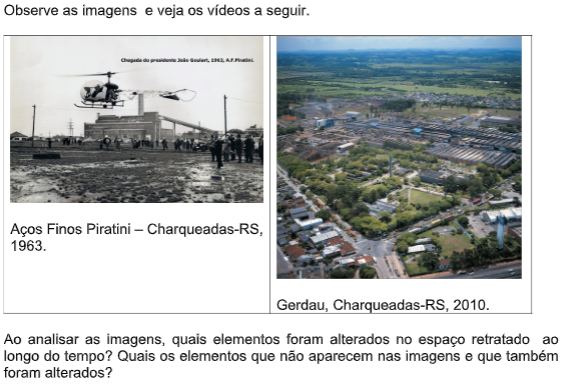 Observe as imagens e veja os vídeos a seguir.
Chegada do presidente João Goulart, 1963, A.F.Piratini.
Aços Finos Piratini – Charqueadas-RS,
1963.
Gerdau, Charqueadas-RS, 2010.
Ao analisar as imagens, quais elementos foram alterados no espaço retratado ao
longo do tempo? Quais os elementos que não aparecem nas imagens e que também
foram alterados?